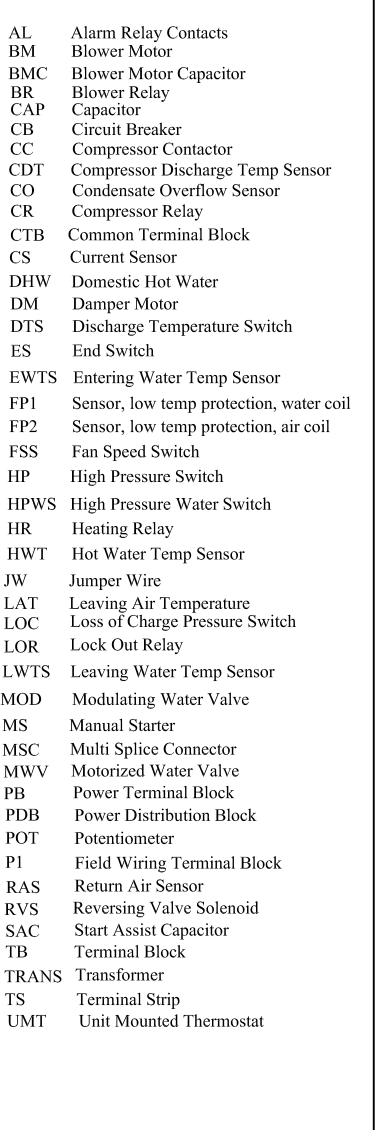 AL Alarm Relay Contacts
BM Blower Motor
BMC Blower Motor Capacitor
BR Blower Relay
CAP Capacitor
CB Circuit Breaker
CC Compressor Contactor
CDT Compressor Discharge Temp Sensor
CO Condensate Overflow Sensor
CR Compressor Relay
CTB Common Terminal Block
CS Current Sensor
DHW Domestic Hot Water
DM Damper Motor
DTS Discharge Temperature Switch
ES End Switch
EWTS Entering Water Temp Sensor
FP1 Sensor, low temp protection, water coil
FP2 Sensor, low temp protection, air coil
FSS Fan Speed Switch
HP High Pressure Switch
HPWS High Pressure Water Switch
HR Heating Relay
HWT Hot Water Temp Sensor
JW Jumper Wire
LAT Leaving Air Temperature
LOC Loss of Charge Pressure Switch
LOR Lock Out Relay
LWTS Leaving Water Temp Sensor
MOD Modulating Water Valve
MS Manual Starter
MSC Multi Splice Connector
MWV Motorized Water Valve
PB Power Terminal Block
PDB Power Distribution Block
POT Potentiometer
P1 Field Wiring Terminal Block
RAS Return Air Sensor
RVS Reversing Valve Solenoid
SAC Start Assist Capacitor
TB Terminal Block
TRANS Transformer
TS Terminal Strip
UMT Unit Mounted Thermostat